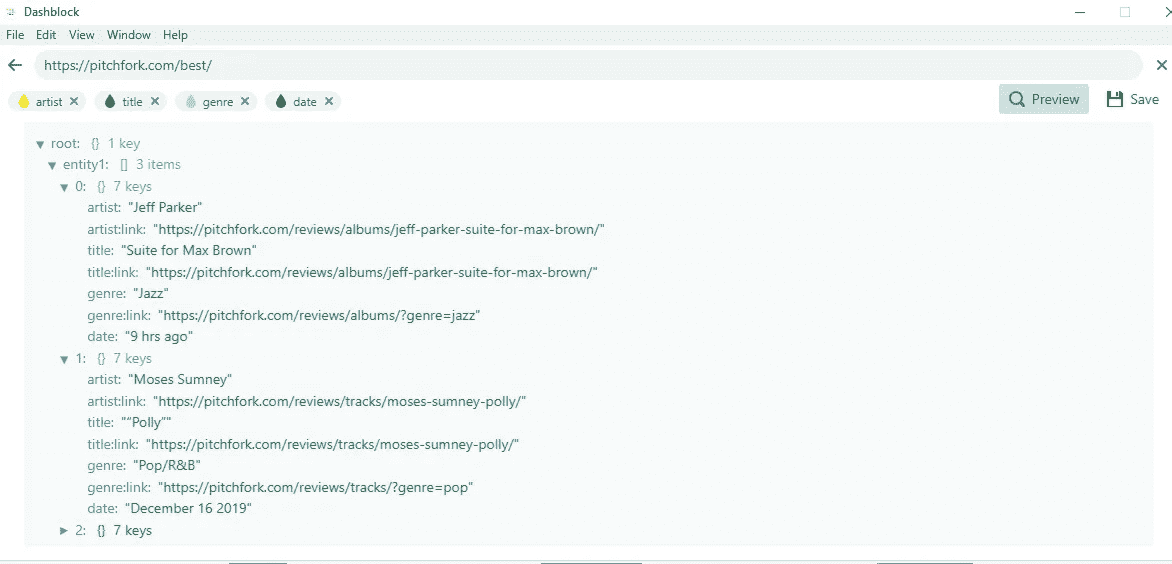 Dashblock
File Edit View Window Help
https://pitchfork.com/best/
artist title genre date Preview Save
root: {} 1 key
entity1: [] 3 items
0: {} 7 keys
artist: "Jeff Parker"
artist:link: "https://pitchfork.com/reviews/albums/jeff-parker-suite-for-max-brown/"
title: "Suite for Max Brown"
title:link: "https://pitchfork.com/reviews/albums/jeff-parker-suite-for-max-brown/"
genre: "Jazz"
genre:link: "https://pitchfork.com/reviews/albums/?genre=jazz"
date: "9 hrs ago"
1: {} 7 keys
artist: "Moses Sumney"
artist:link: "https://pitchfork.com/reviews/tracks/moses-sumney-polly/"
title: "“Polly”"
title:link: "https://pitchfork.com/reviews/tracks/moses-sumney-polly/"
genre: "Pop/R&B"
genre:link: "https://pitchfork.com/reviews/tracks/?genre=pop"
date: "December 16 2019"
2: {} 7 keys